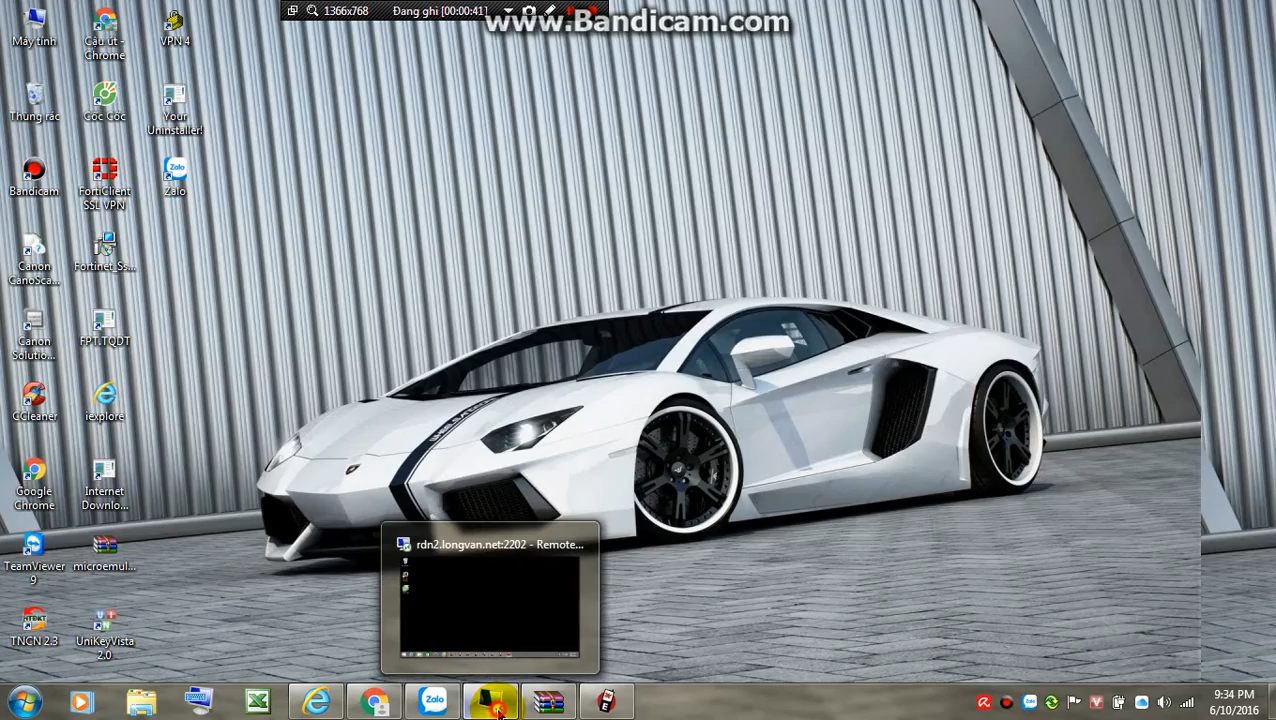 1366x768
Đang ghi [00:00:41]
www.Bandicam.com
Máy tính
Cậu út -
Chrome
VPN 4
Thùng rác
Cốc Cốc
Your
Uninstaller!
Bandicam
FortiClient
SSL VPN
Zalo
Canon
CanoSca...
Fortinet_Ss...
Canon
Solutio...
FPT.TQDT
CCleaner
iexplore
Google
Chrome
Internet
Downlo...
TeamViewer
9
microemul...
TNCN 2.3
UniKeyVista
2.0
rdn2.longvan.net:2202 - Remote...
9:34 PM
6/10/2016